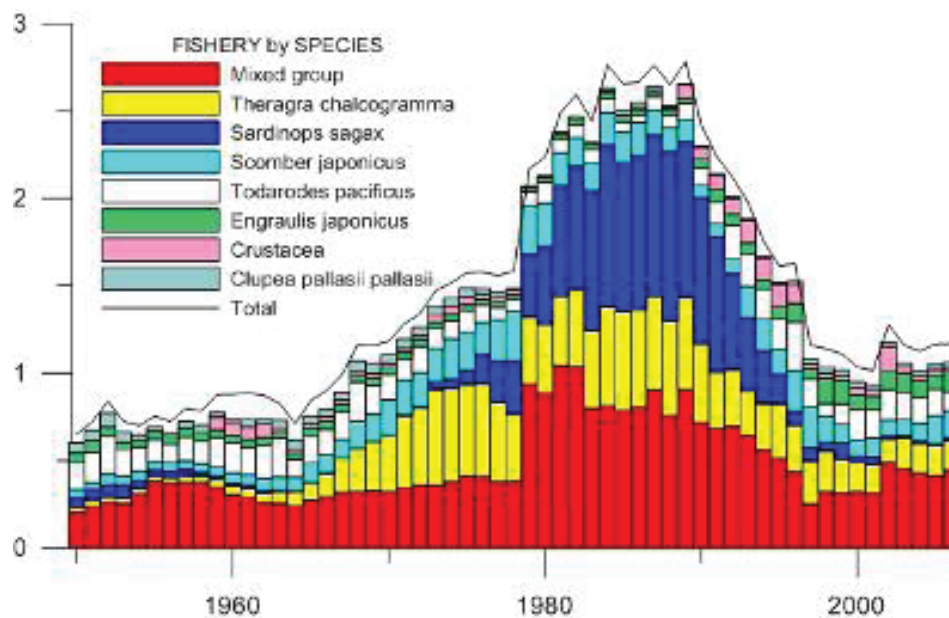 3
FISHERY by SPECIES
Mixed group
Theragra chalcogramma
Sardinops sagax
2
Scomber japonicus
Todarodes pacificus
Engraulis japonicus
Crustacea
Clupea pallasii pallasii
Total
1
0
1960 1980 2000